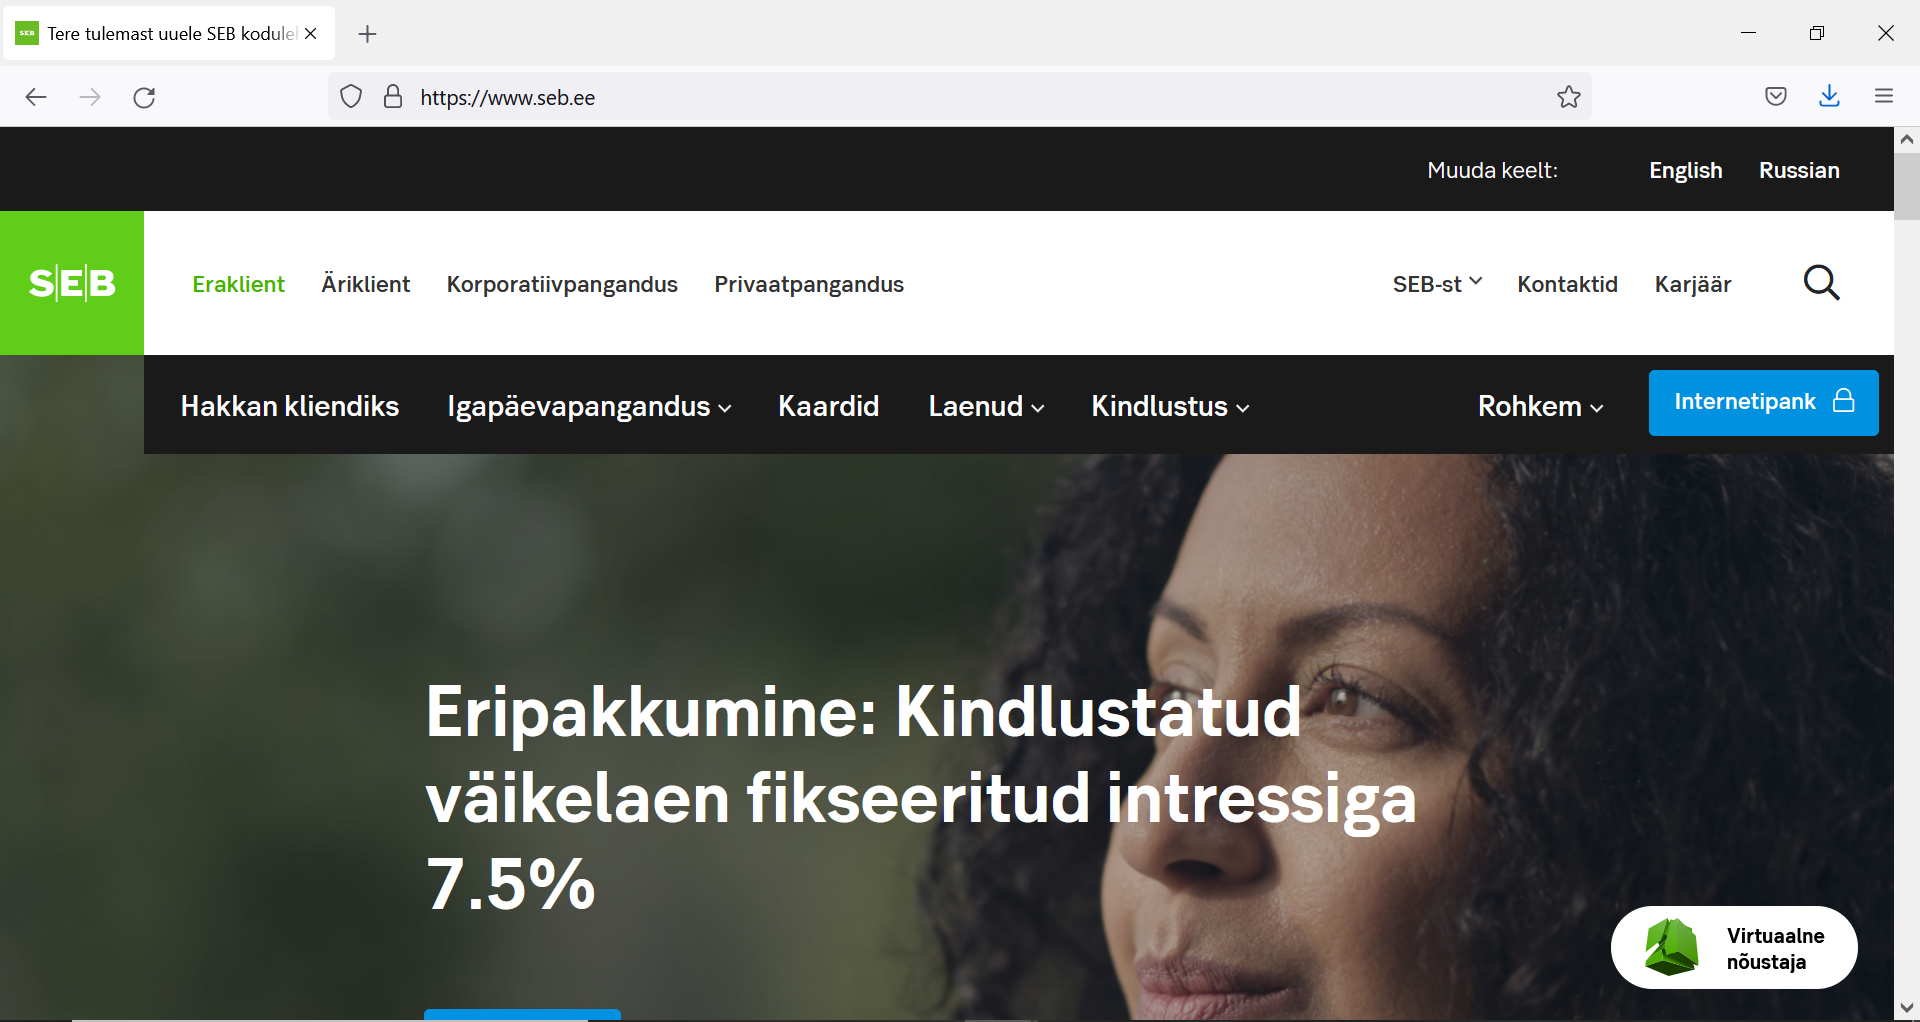 SEB
Tere tulemast uuele SEB
https://www.seb.ee
Muuda keelt:
English
Russian
S|E|B
Eraklient
Äriklient
Korporatiivpangandus
Privaatpangandus
SEB-st
Kontaktid
Karjäär
Hakkan kliendiks
Igapäevapangandus
Kaardid
Laenud
Kindlustus
Rohkem
Internetipank
Eripakkumine: Kindlustatud
väikelaen fikseeritud intressiga
7.5%
Virtuaalne
nõustaja